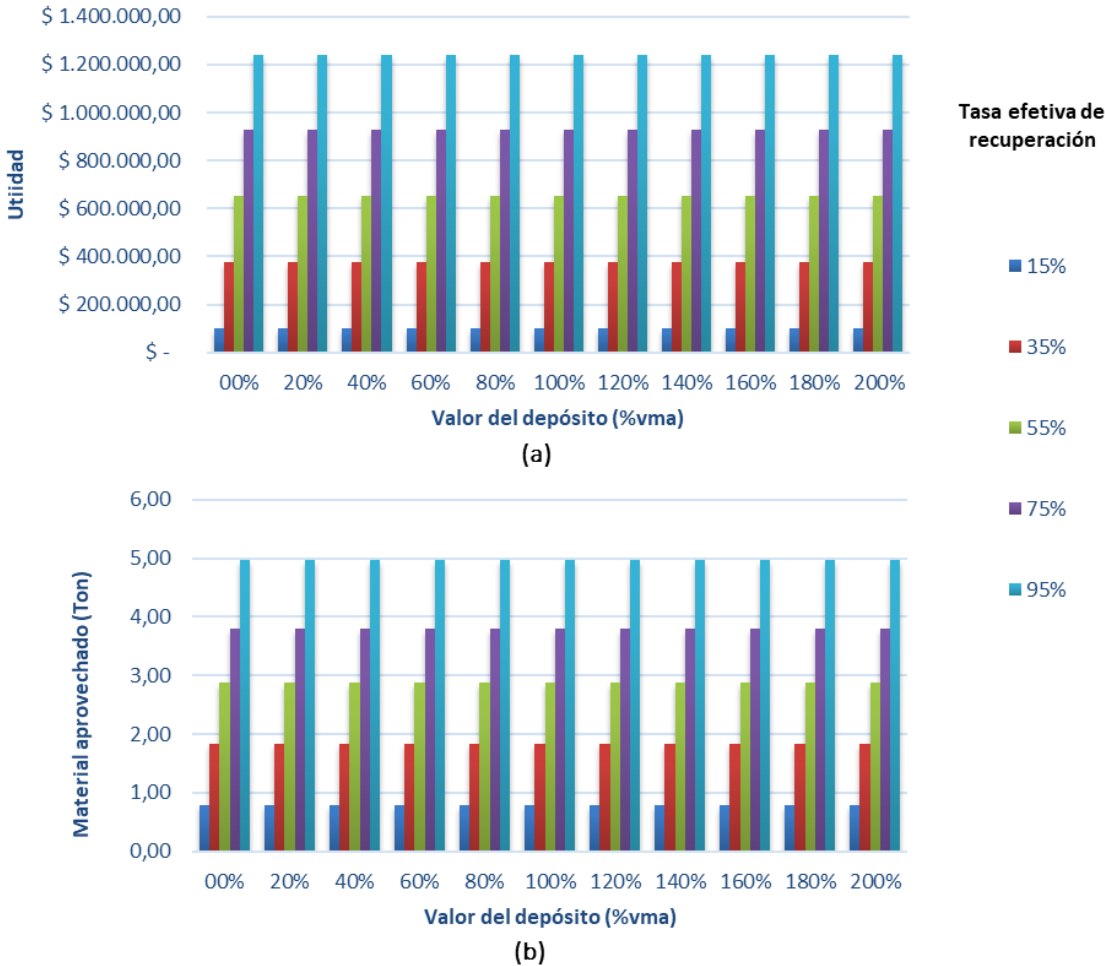 $ 1.400.000,00
$ 1.200.000,00
$ 1.000.000,00
$ 800.000,00
$ 600.000,00
$ 400.000,00
$ 200.000,00
$ -
Utiidad
00% 20% 40% 60% 80% 100% 120% 140% 160% 180% 200%
Valor del depósito (%vma)
(a)
6,00
5,00
4,00
3,00
2,00
1,00
0,00
Material aprovechado (Ton)
00% 20% 40% 60% 80% 100% 120% 140% 160% 180% 200%
Valor del depósito (%vma)
(b)
Tasa efetiva de
recuperación
15%
35%
55%
75%
95%